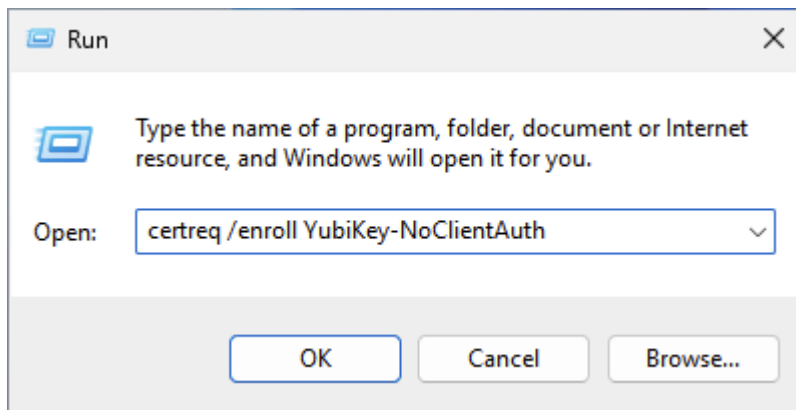 Run
Type the name of a program, folder, document or Internet
resource, and Windows will open it for you.
Open: certreq /enroll YubiKey-NoClientAuth
OK Cancel Browse...